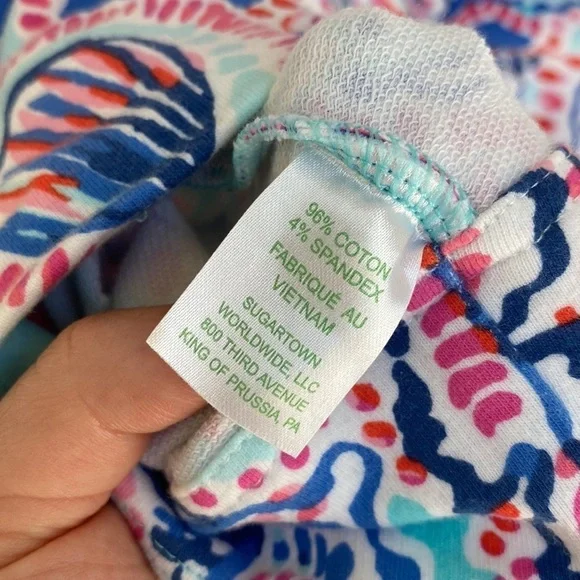 96% COTON
4% SPANDEX
FABRIQUÉ AU
VIETNAM
SUGARTOWN
WORLDWIDE, LLC
800 THIRD AVENUE
KING OF PRUSSIA, PA